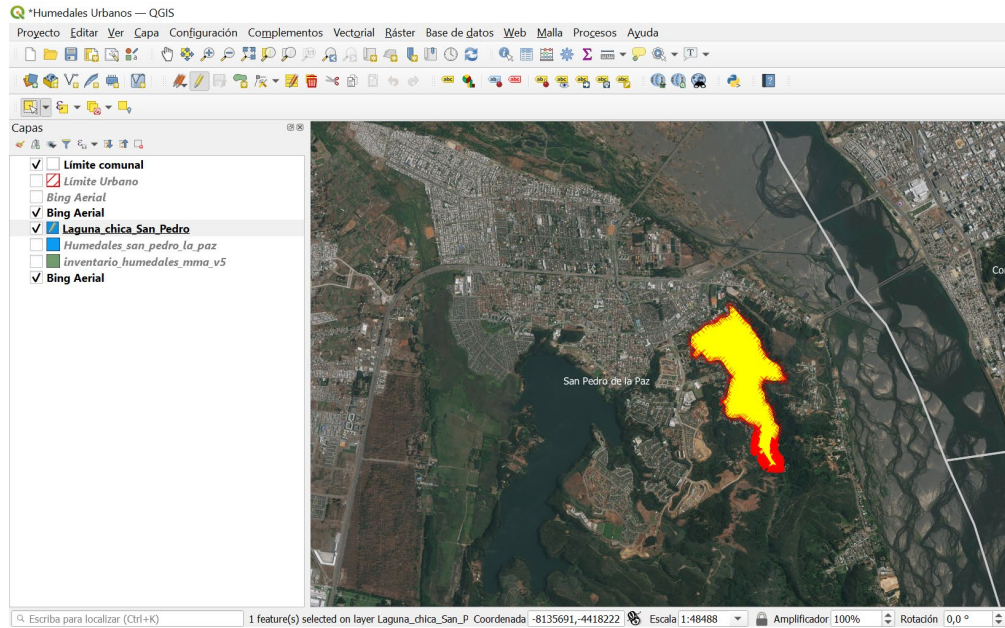 *Humedales Urbanos — QGIS
Proyecto Editar Ver Capa Configuración Complementos Vectorial Ráster Base de datos Web Malla Procesos Ayuda
Capas
Límite comunal
Límite Urbano
Bing Aerial
Bing Aerial
Laguna_chica_San_Pedro
Humedales_san_pedro_la_paz
inventario_humedales_mma_v5
Bing Aerial
Co
San Pedro de la Paz
Escriba para localizar (Ctrl+K) 1 feature(s) selected on layer Laguna_chica_San_P Coordenada -8135691,-4418222 Escala 1:48488 Amplificador 100% Rotación 0,0 °